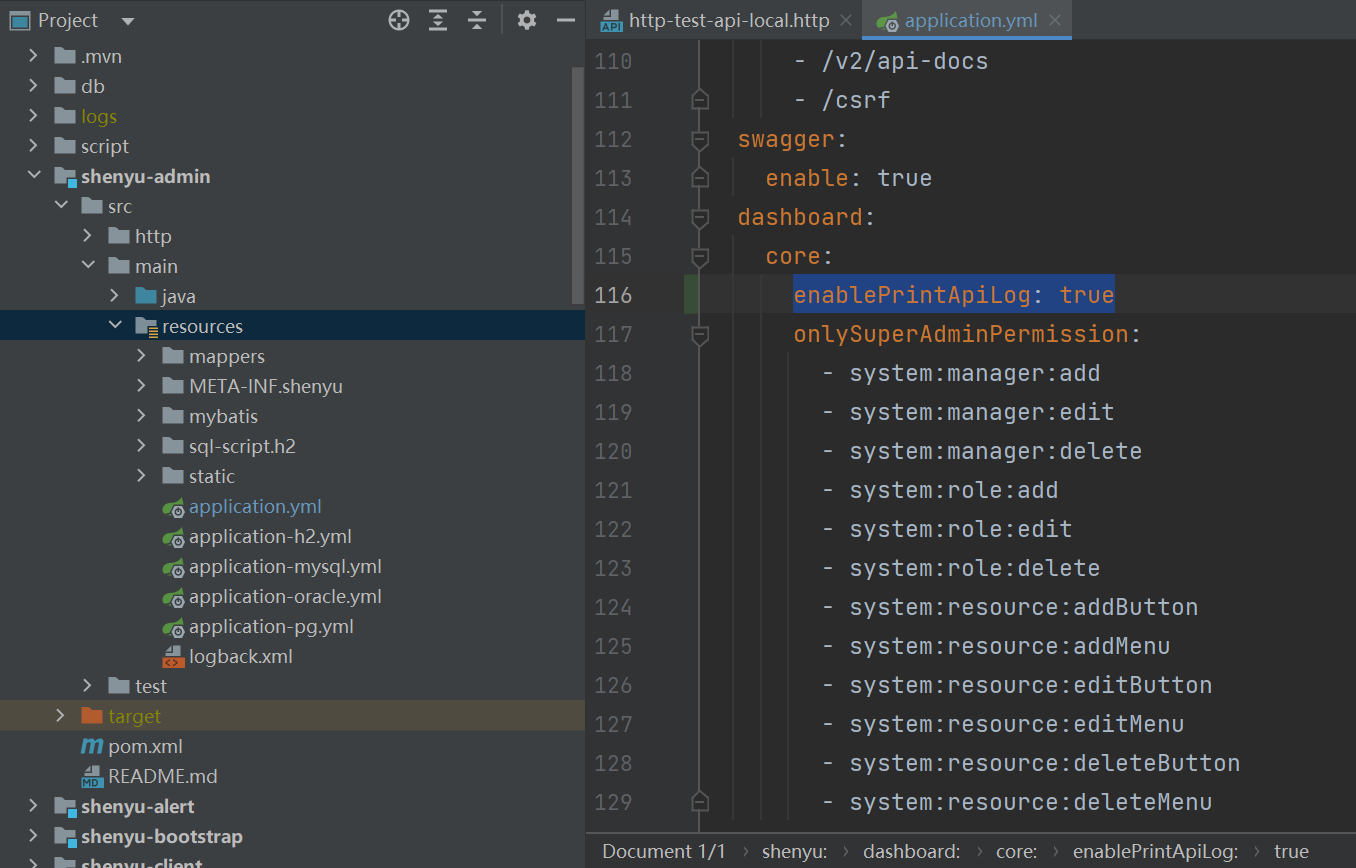 Project
.mvn
db
logs
script
shenyu-admin
src
http
main
java
resources
mappers
META-INF.shenyu
mybatis
sql-script.h2
static
application.yml
application-h2.yml
application-mysql.yml
application-oracle.yml
application-pg.yml
logback.xml
test
target
m pom.xml
MD README.md
shenyu-alert
shenyu-bootstrap
shenyu-client
API http-test-api-local.http
application.yml
110 - /v2/api-docs
111 - /csrf
112 swagger:
113 enable: true
114 dashboard:
115 core:
116 enablePrintApiLog: true
117 onlySuperAdminPermission:
118 - system:manager:add
119 - system:manager:edit
120 - system:manager:delete
121 - system:role:add
122 - system:role:edit
123 - system:role:delete
124 - system:resource:addButton
125 - system:resource:addMenu
126 - system:resource:editButton
127 - system:resource:editMenu
128 - system:resource:deleteButton
129 - system:resource:deleteMenu
Document 1/1 › shenyu: › dashboard: › core: › enablePrintApiLog: › true